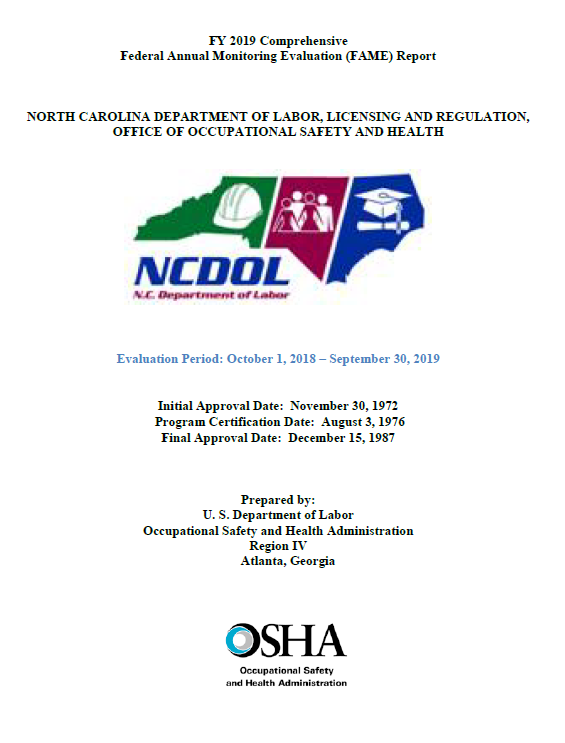 FY 2019 Comprehensive
Federal Annual Monitoring Evaluation (FAME) Report
NORTH CAROLINA DEPARTMENT OF LABOR, LICENSING AND REGULATION,
OFFICE OF OCCUPATIONAL SAFETY AND HEALTH
NCDOL
N.C. Department of Labor
Evaluation Period: October 1, 2018 – September 30, 2019
Initial Approval Date: November 30, 1972
Program Certification Date: August 3, 1976
Final Approval Date: December 15, 1987
Prepared by:
U. S. Department of Labor
Occupational Safety and Health Administration
Region IV
Atlanta, Georgia
OSHA
Occupational Safety
and Health Administration